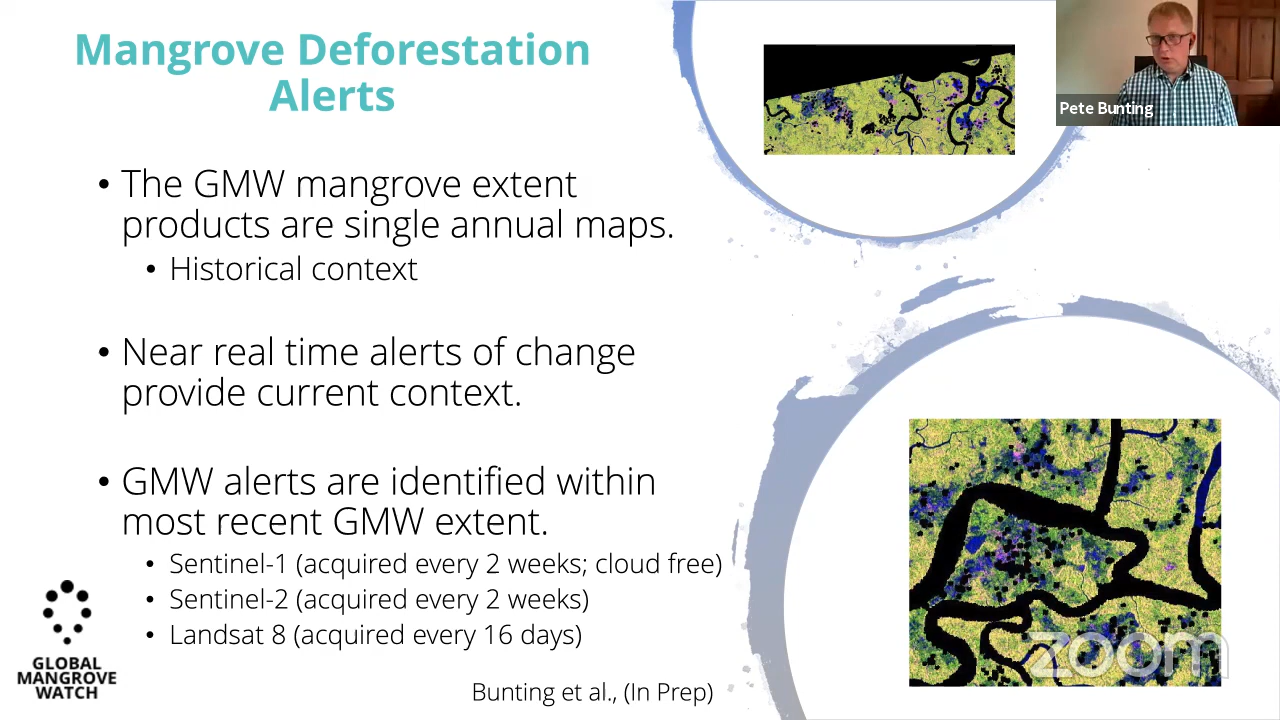 Mangrove Deforestation
Alerts
Pete Bunting
• The GMW mangrove extent
products are single annual maps.
• Historical context
• Near real time alerts of change
provide current context.
• GMW alerts are identified within
most recent GMW extent.
• Sentinel-1 (acquired every 2 weeks; cloud free)
• Sentinel-2 (acquired every 2 weeks)
• Landsat 8 (acquired every 16 days)
GLOBAL
MANGROVE
WATCH
Bunting et al., (In Prep)
zoom